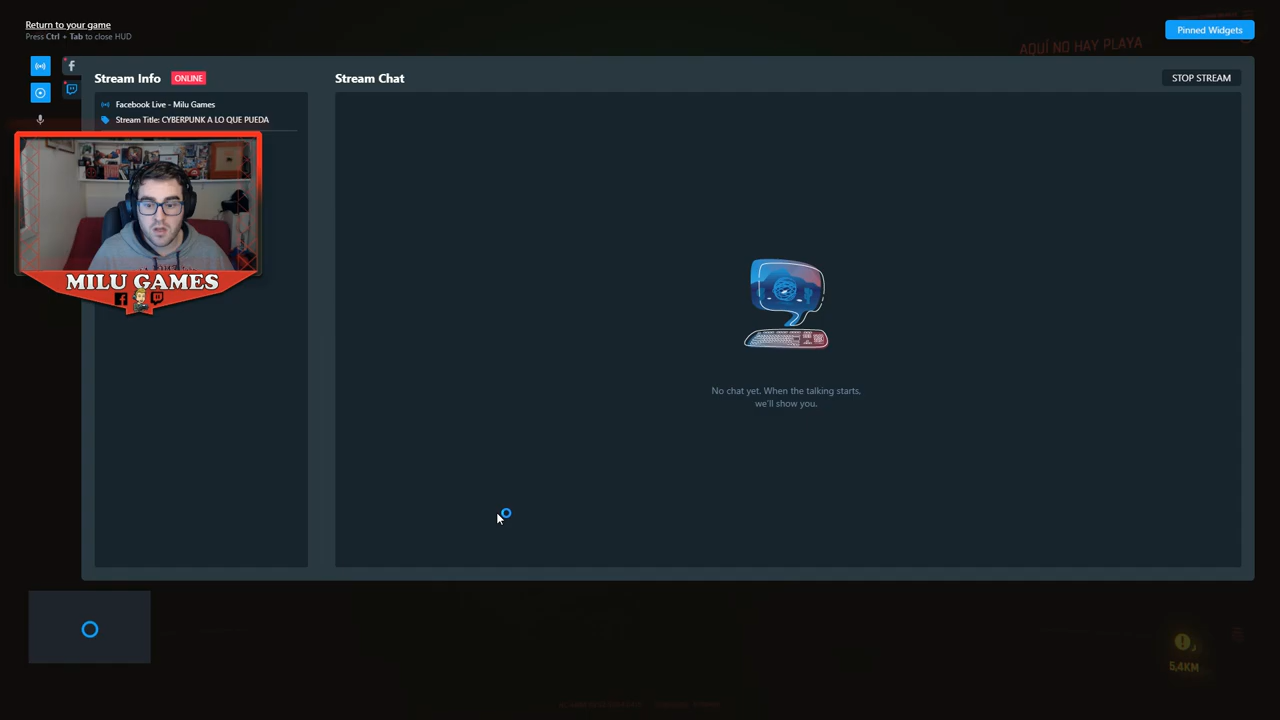 Return to your game
Press Ctrl + Tab to close HUD
Pinned Widgets
AQUÍ NO HAY PLAYA
Stream Info
ONLINE
Stream Chat
STOP STREAM
Facebook Live - Milu Games
Stream Title: CYBERPUNK A LO QUE PUEDA
MILU GAMES
No chat yet. When the talking starts,
we'll show you.
5,4KM